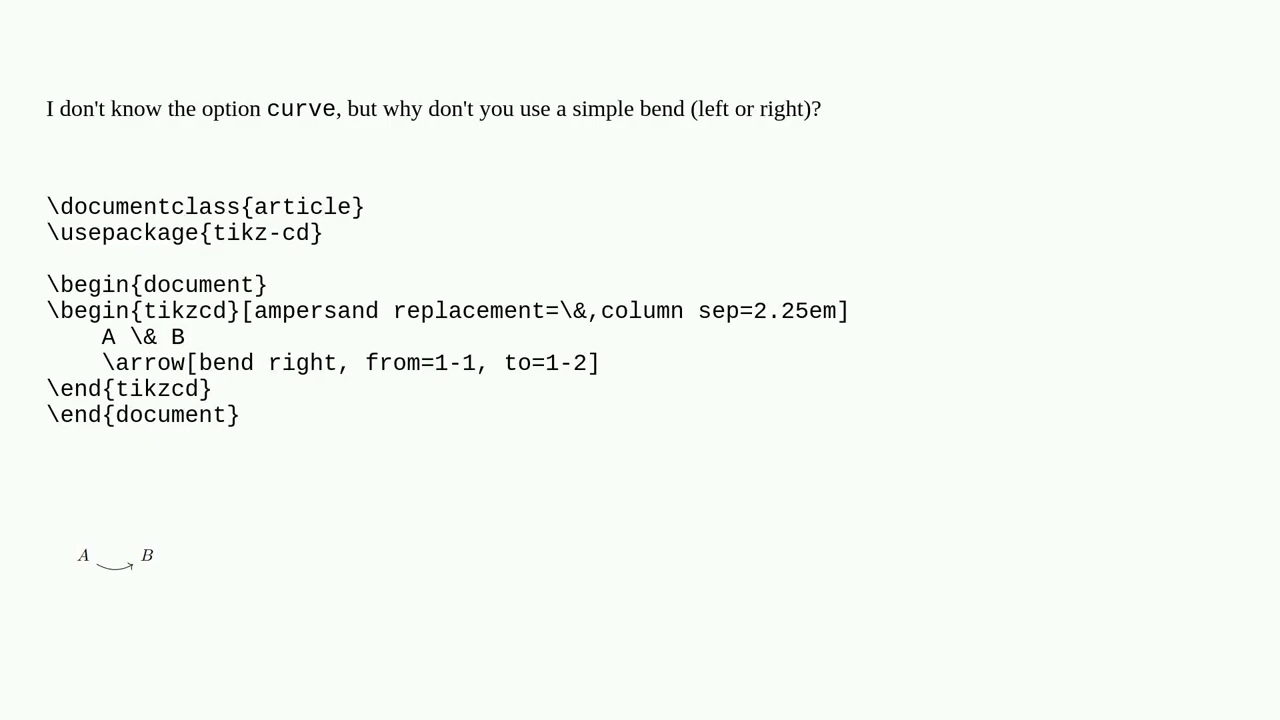 I don't know the option curve, but why don't you use a simple bend (left or right)?
\documentclass{article}
\usepackage{tikz-cd}
\begin{document}
\begin{tikzcd}[ampersand replacement=\&,column sep=2.25em]
    A \& B
    \arrow[bend right, from=1-1, to=1-2]
\end{tikzcd}
\end{document}
A B